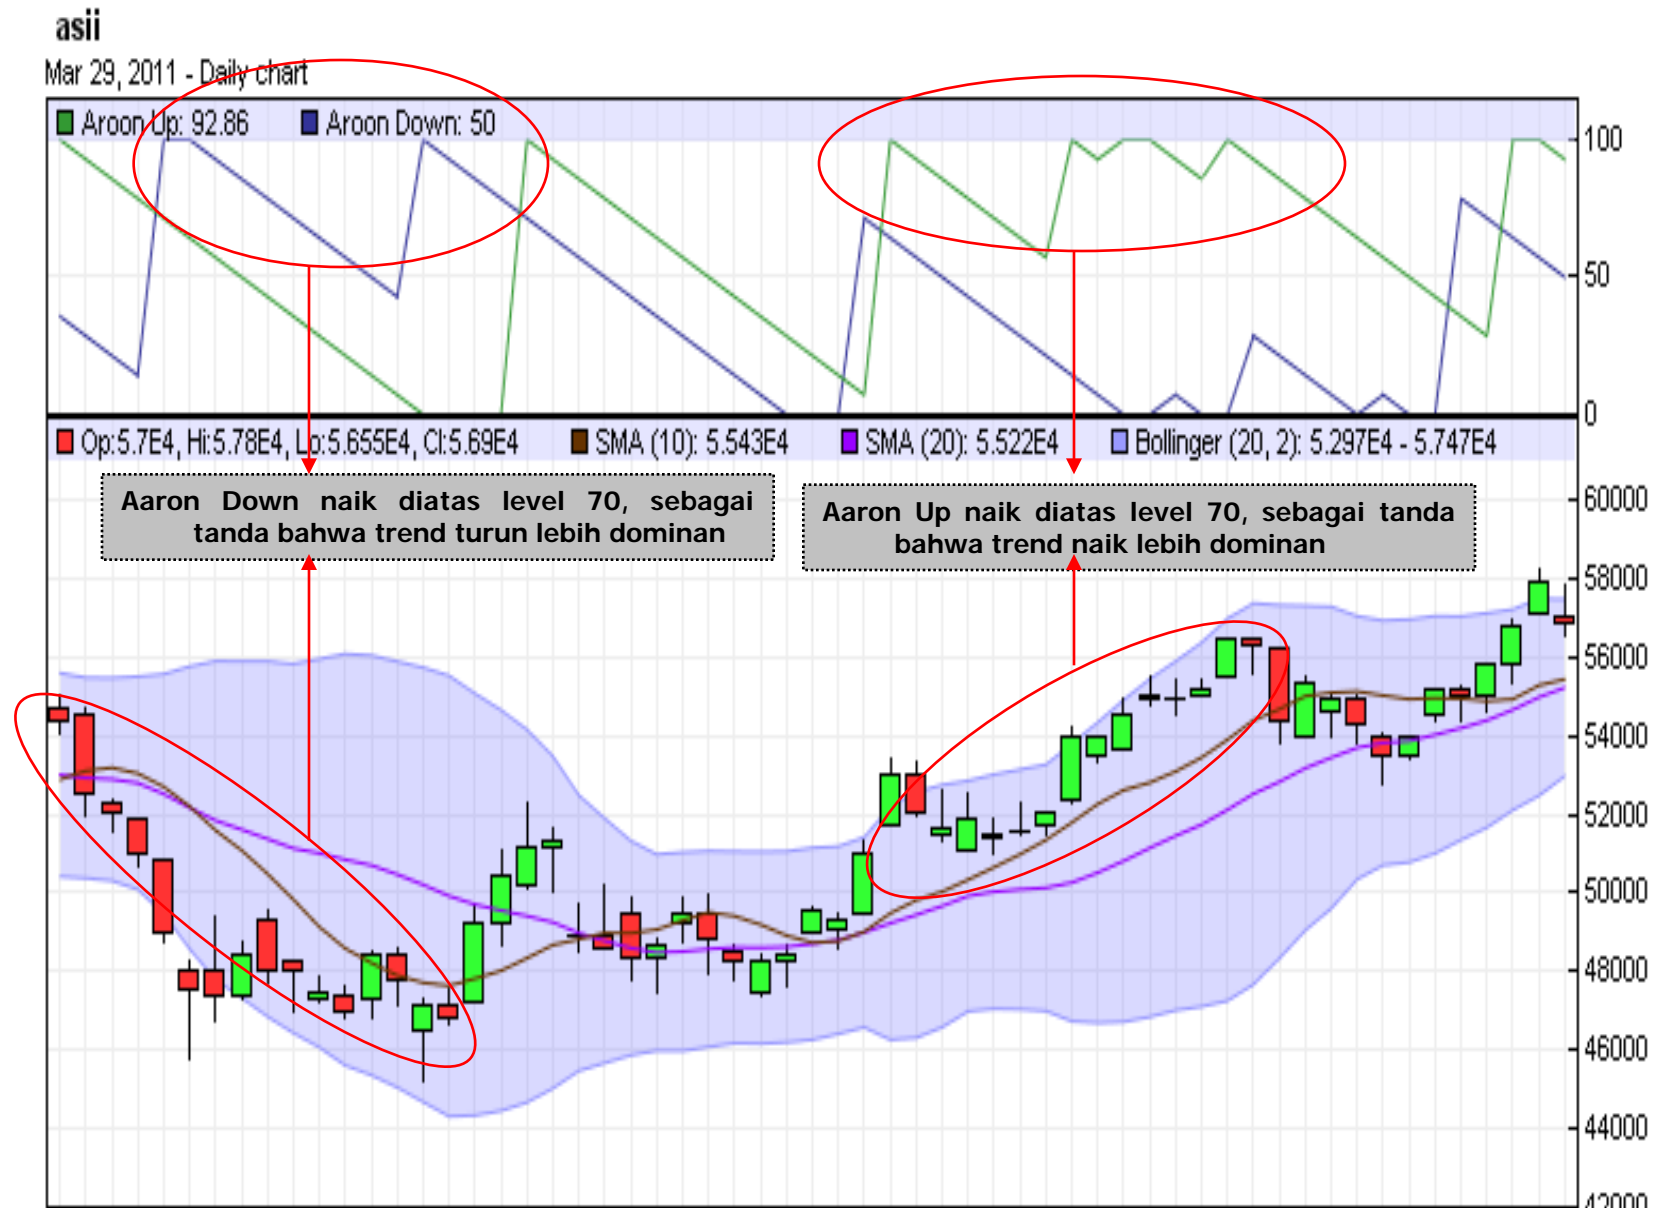 asii
Mar 29, 2011 - Daily chart
Aroon Up: 92.86 Aroon Down: 50
100
50
0
Op:5.7E4, Hi:5.78E4, Lo:5.655E4, Cl:5.69E4 SMA (10): 5.543E4 SMA (20): 5.522E4 Bollinger (20, 2): 5.297E4 - 5.747E4
Aaron Down naik diatas level 70, sebagai
tanda bahwa trend turun lebih dominan
Aaron Up naik diatas level 70, sebagai tanda
bahwa trend naik lebih dominan
60000
58000
56000
54000
52000
50000
48000
46000
44000
42000